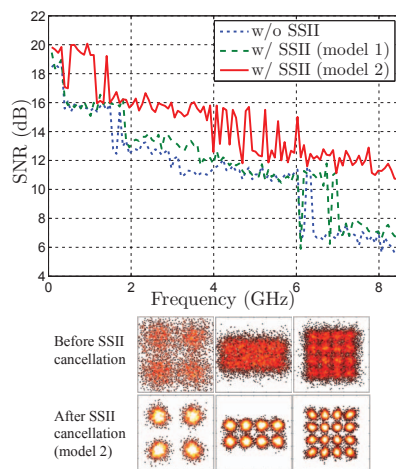 20
18
16
14
12
10
8
6
4
SNR (dB)
w/o SSII
w/ SSII (model 1)
w/ SSII (model 2)
0 2 4 6 8
Frequency (GHz)
Before SSII
cancellation
After SSII
cancellation
(model 2)